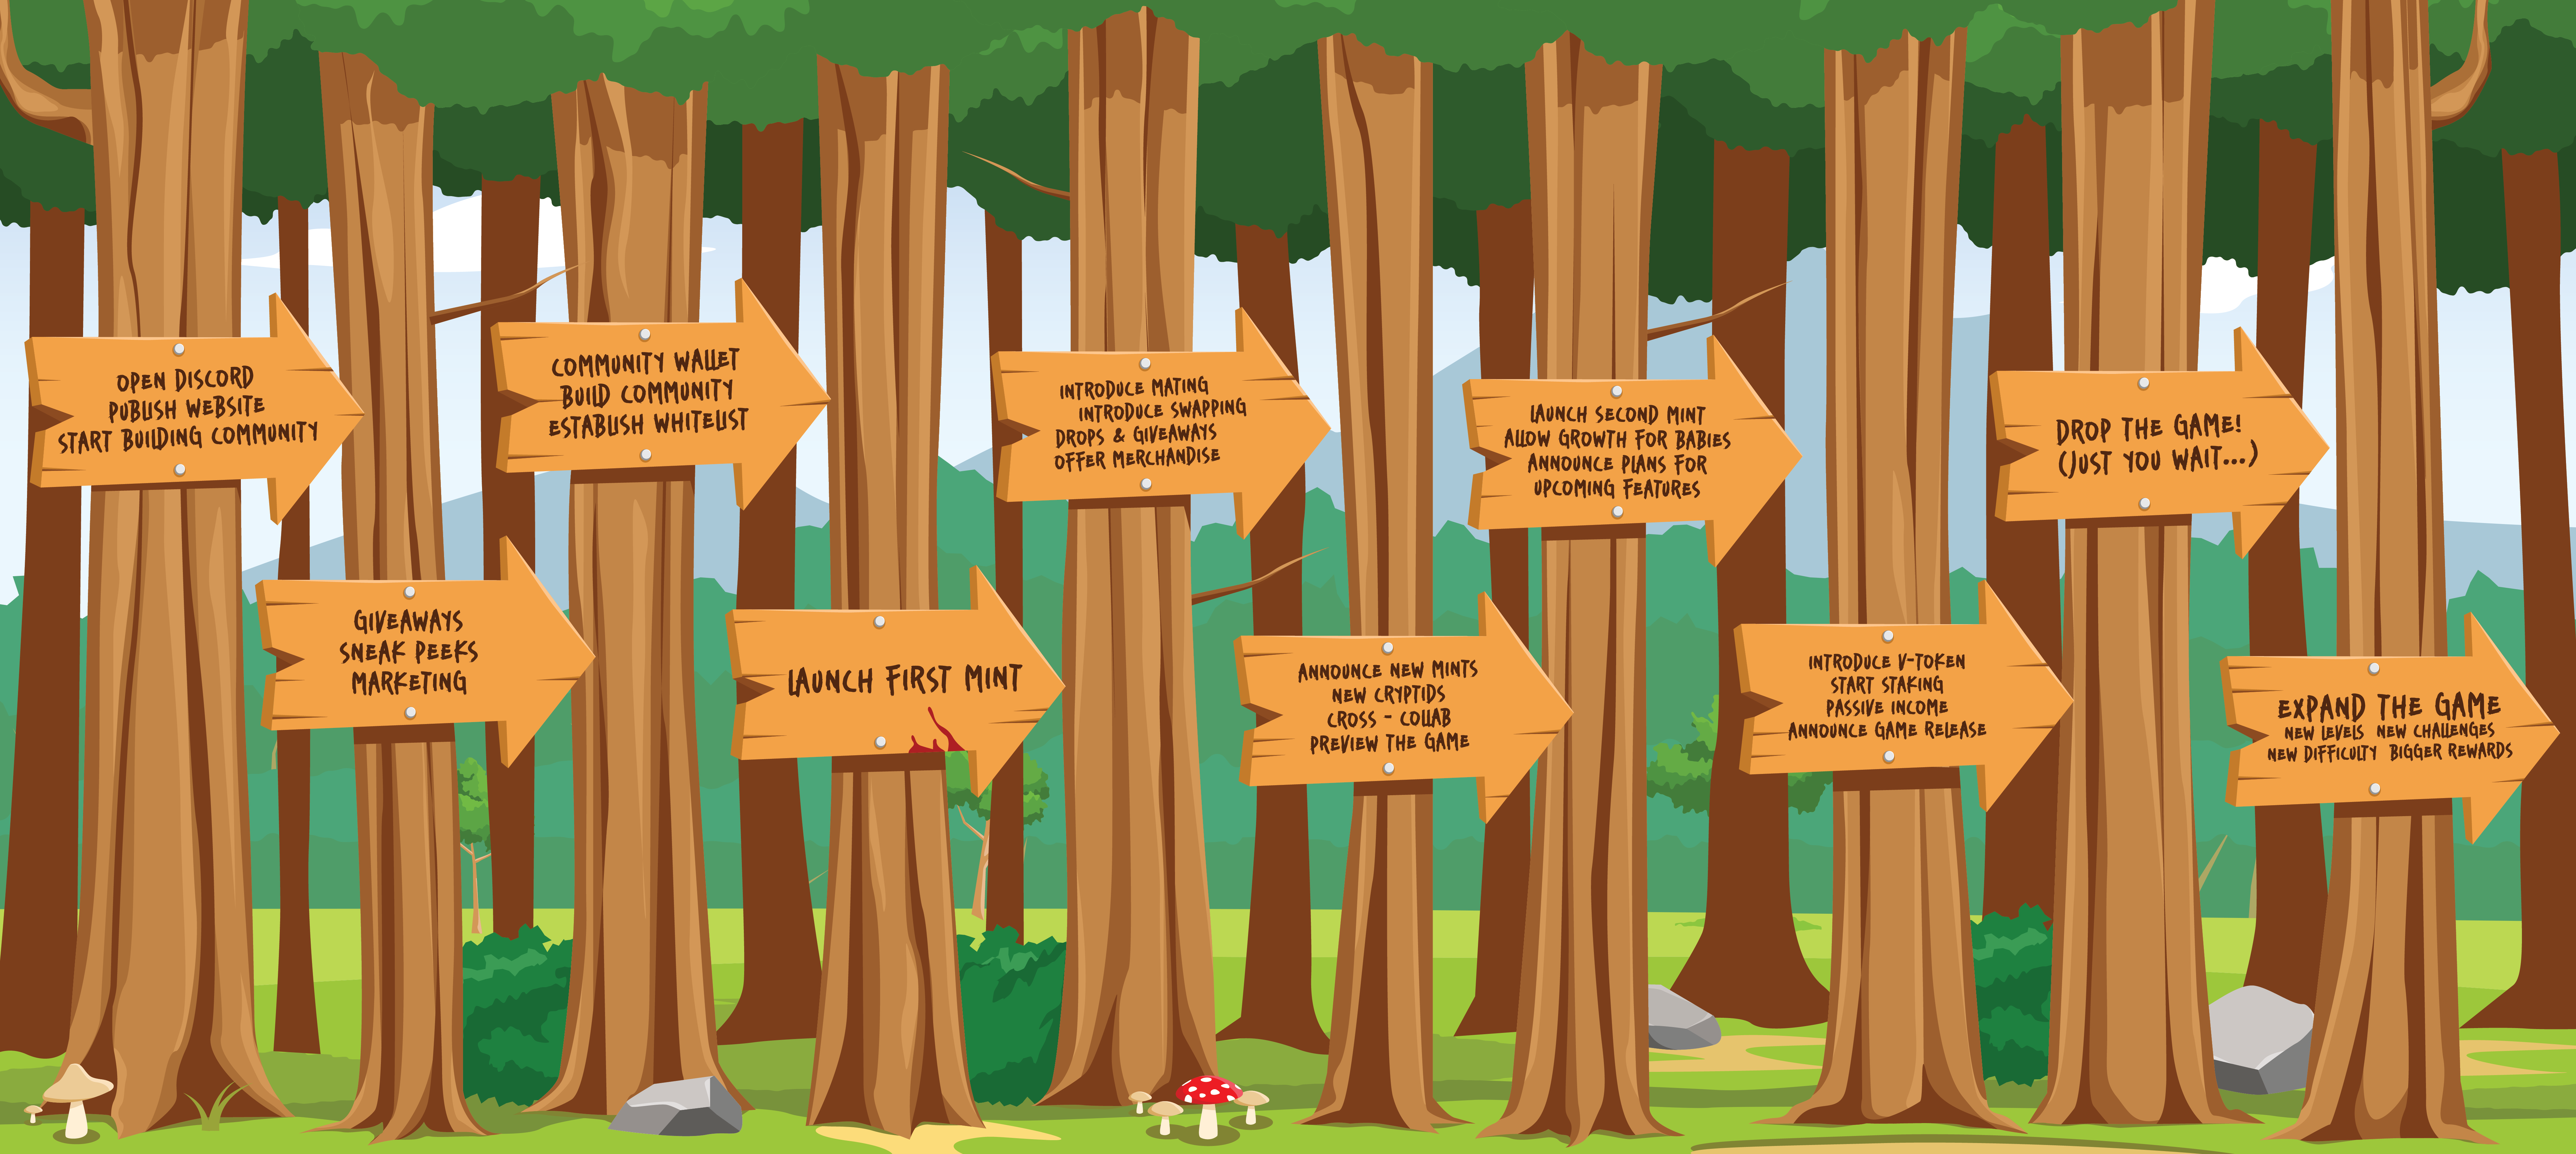 OPEN DISCORD
PUBLISH WEBSITE
START BUILDING COMMUNITY
GIVEAWAYS
SNEAK PEEKS
MARKETING
COMMUNITY WALLET
BUILD COMMUNITY
ESTABLISH WHITELIST
LAUNCH FIRST MINT
INTRODUCE MATING
INTRODUCE SWAPPING
DROPS & GIVEAWAYS
OFFER MERCHANDISE
ANNOUNCE NEW MINTS
NEW CRYPTIDS
CROSS - COLLAB
PREVIEW THE GAME
LAUNCH SECOND MINT
ALLOW GROWTH FOR BABIES
ANNOUNCE PLANS FOR
UPCOMING FEATURES
INTRODUCE V-TOKEN
START STAKING
PASSIVE INCOME
ANNOUNCE GAME RELEASE
DROP THE GAME!
(JUST YOU WAIT...)
EXPAND THE GAME
NEW LEVELS NEW CHALLENGES
NEW DIFFICULTY BIGGER REWARDS